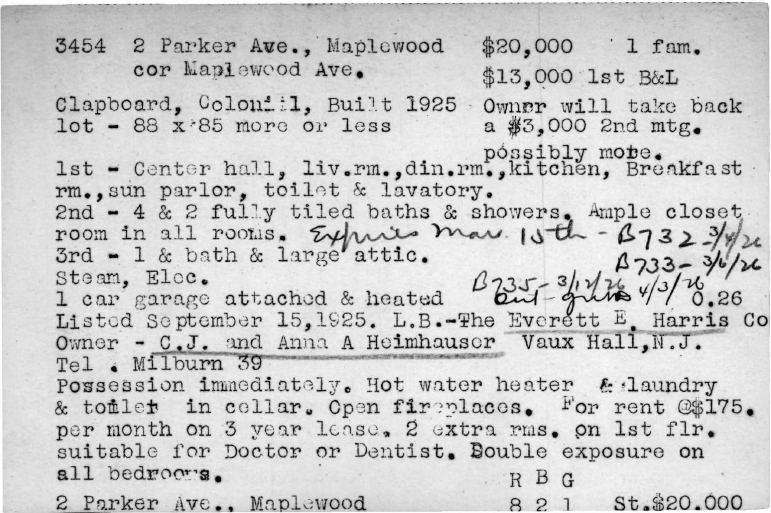 3454  2 Parker Ave., Maplewood  $20,000  1 fam.
cor Maplewood Ave.  $13,000 1st B&L
Clapboard, Colonial, Built 1925  Owner will take back
lot - 88 x 85 more or less  a $3,000 2nd mtg.
possibly more.
1st - Center hall, liv.rm.,din.rm.,kitchen, Breakfast
rm.,sun parlor, toilet & lavatory.
2nd - 4 & 2 fully tiled baths & showers. Ample closet
room in all rooms. Expires Mar. 15th - B732-3/4/26
3rd - 1 & bath & large attic.  B733-3/6/26
Steam, Elec.  B735-3/12/26
1 car garage attached & heated  out 4/3/26  0.26
Listed September 15,1925. L.B.-The Everett E. Harris Co
Owner - C.J. and Anna A Heimhauser  Vaux Hall,N.J.
Tel . Milburn 39
Possession immediately. Hot water heater & laundry
& toilet in cellar. Open fireplaces. For rent @$175.
per month on 3 year lease. 2 extra rms. on 1st flr.
suitable for Doctor or Dentist. Double exposure on
all bedrooms.
R B G
2 Parker Ave., Maplewood  8 2 1  St.$20.000